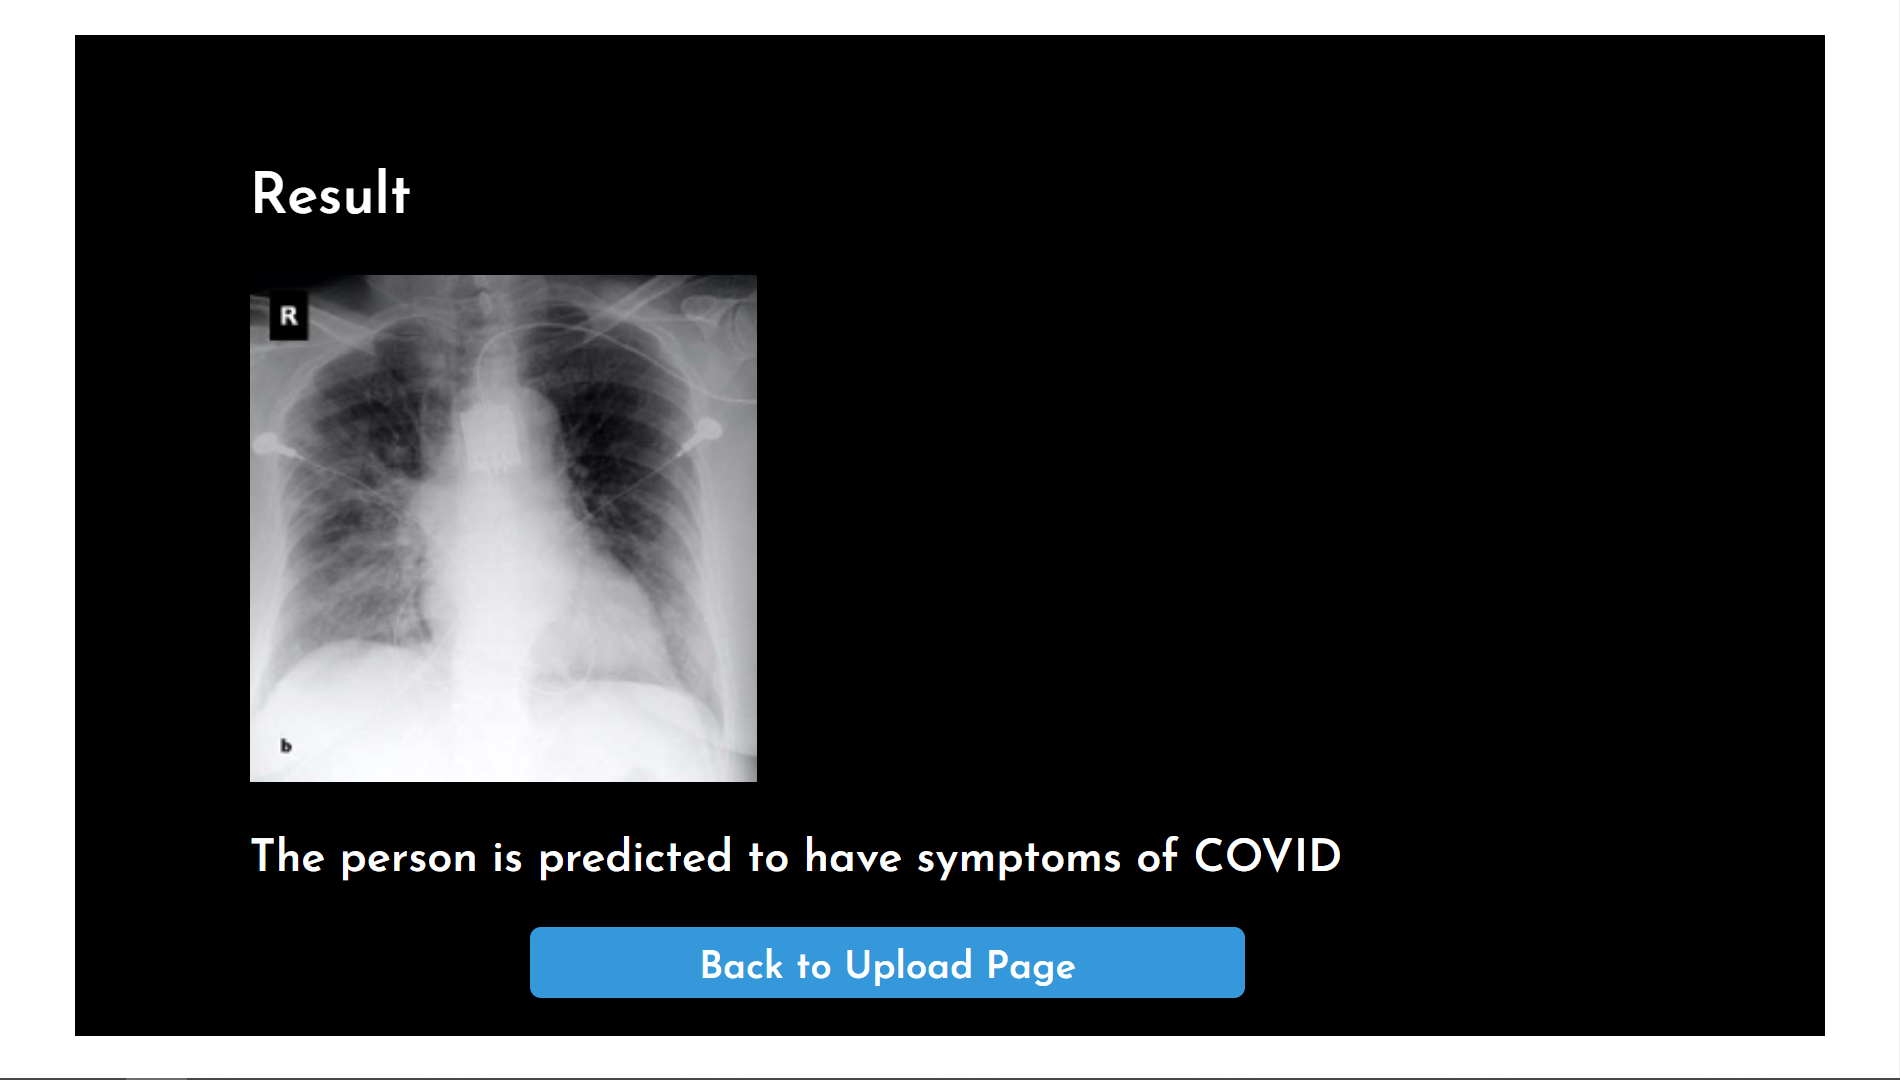 Result
R
b
The person is predicted to have symptoms of COVID
Back to Upload Page